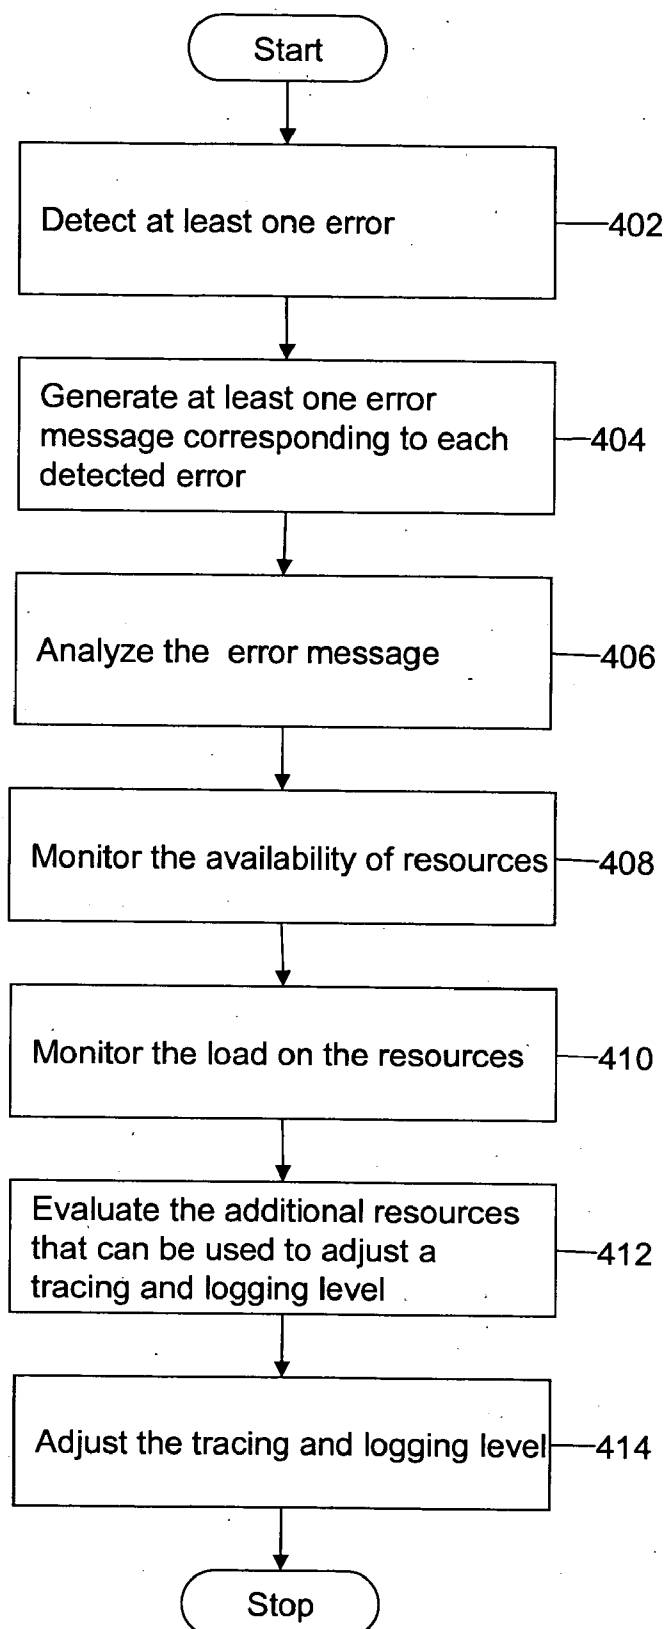 Start
Detect at least one error
402
Generate at least one error
message corresponding to each
detected error
404
Analyze the error message
406
Monitor the availability of resources
408
Monitor the load on the resources
410
Evaluate the additional resources
that can be used to adjust a
tracing and logging level
412
Adjust the tracing and logging level
414
Stop